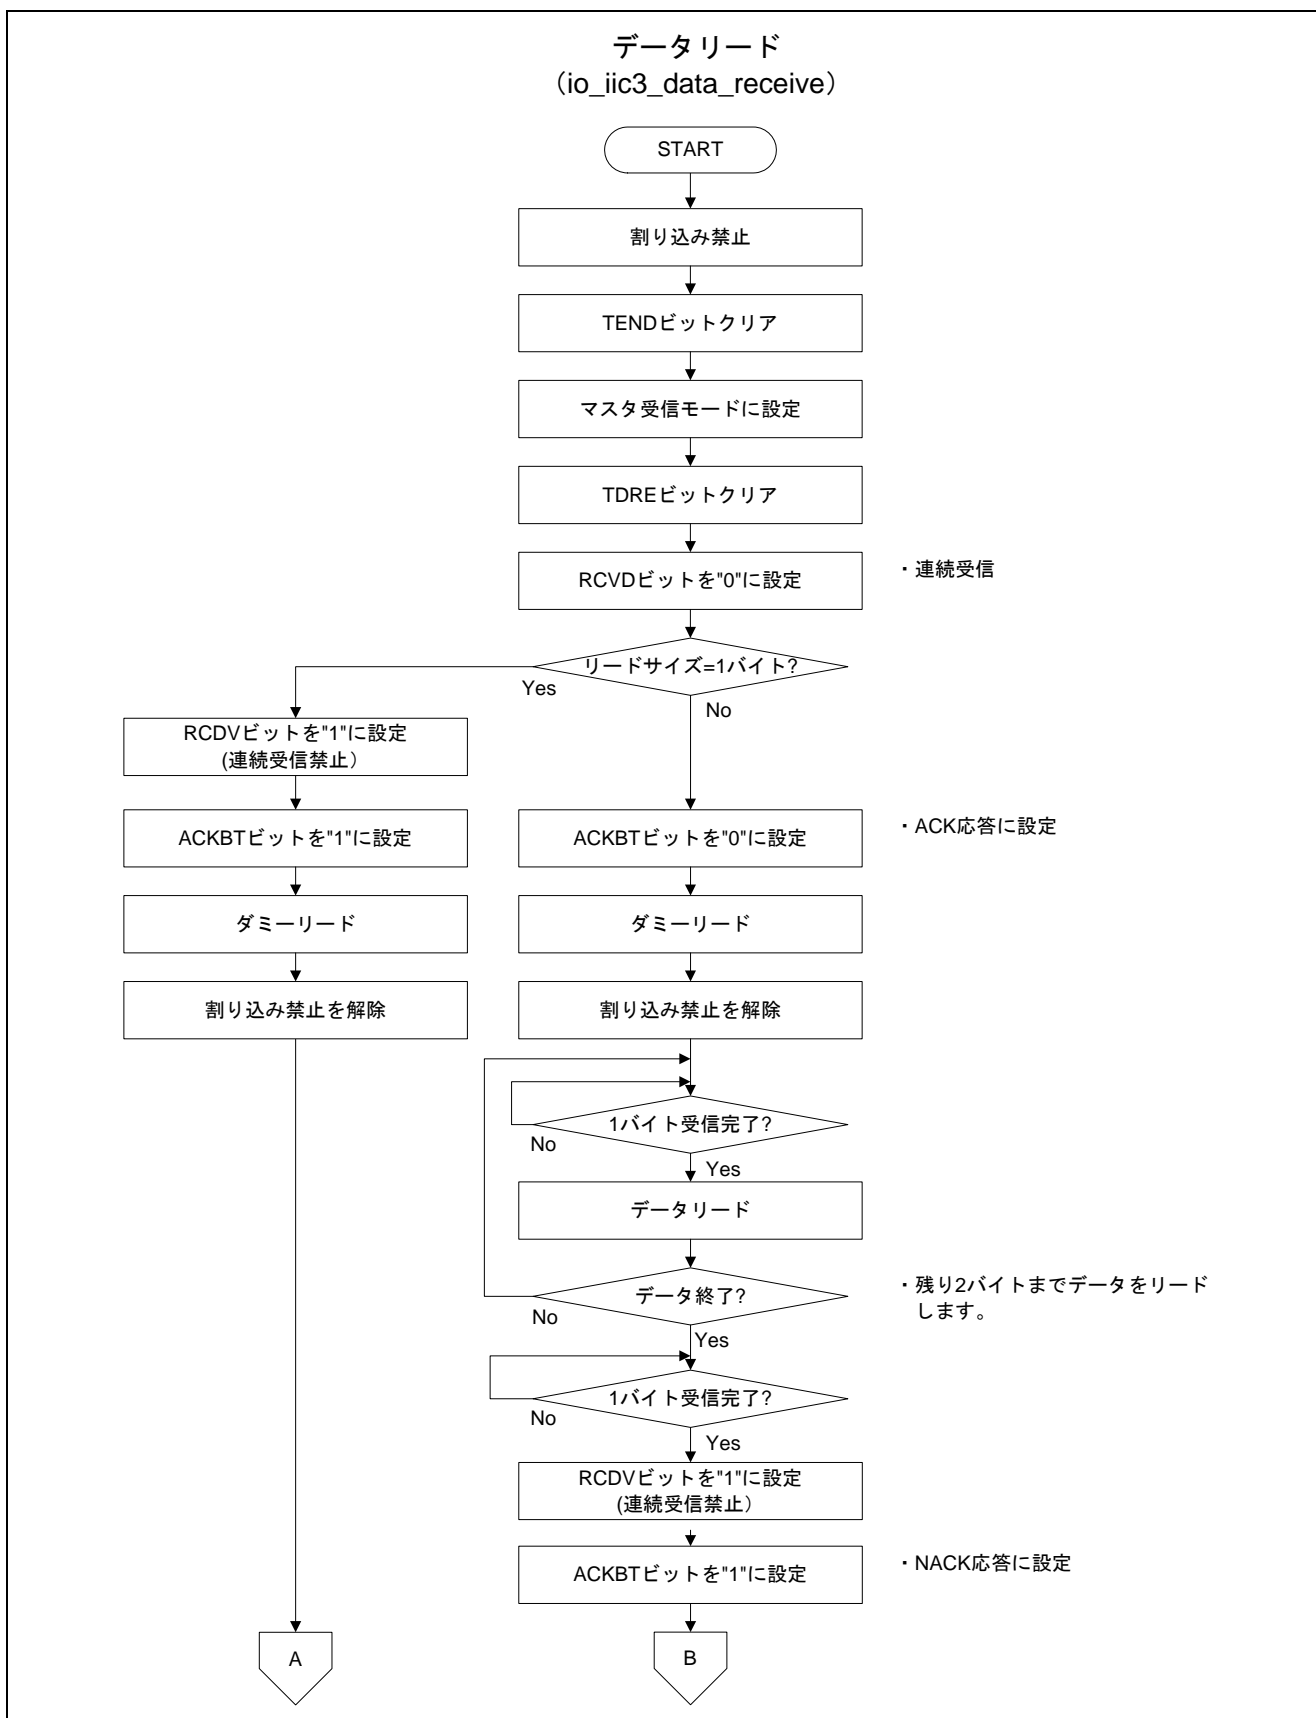 データリード
（io_iic3_data_receive）
START
割り込み禁止
TENDビットクリア
マスタ受信モードに設定
TDREビットクリア
RCVDビットを"0"に設定
・連続受信
リードサイズ=1バイト?
Yes
No
RCDVビットを"1"に設定
(連続受信禁止）
ACKBTビットを"1"に設定
ダミーリード
割り込み禁止を解除
ACKBTビットを"0"に設定
・ACK応答に設定
ダミーリード
割り込み禁止を解除
1バイト受信完了?
No
Yes
データリード
データ終了?
・残り2バイトまでデータをリード
します。
No
Yes
1バイト受信完了?
No
Yes
RCDVビットを"1"に設定
(連続受信禁止）
ACKBTビットを"1"に設定
・NACK応答に設定
A
B